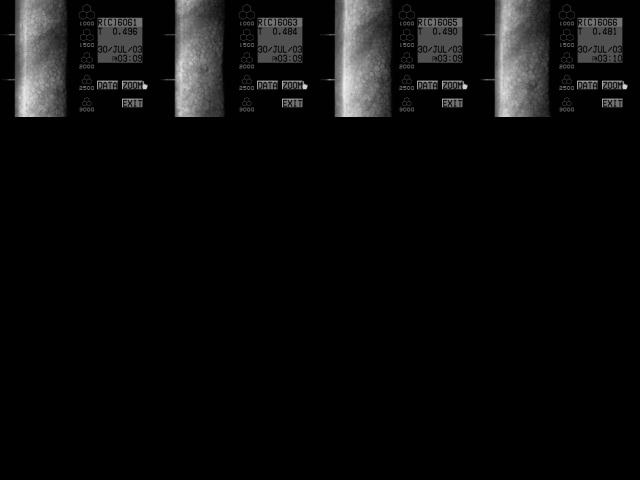 R(C)6061
T 0.496
30/JUL/03
PM03:09
1000
1500
2000
2500
3000
DATA ZOOM
EXIT
R(C)6063
T 0.484
30/JUL/03
PM03:09
1000
1500
2000
2500
3000
DATA ZOOM
EXIT
R(C)6065
T 0.490
30/JUL/03
PM03:09
1000
1500
2000
2500
3000
DATA ZOOM
EXIT
R(C)6066
T 0.481
30/JUL/03
PM03:10
1000
1500
2000
2500
3000
DATA ZOOM
EXIT